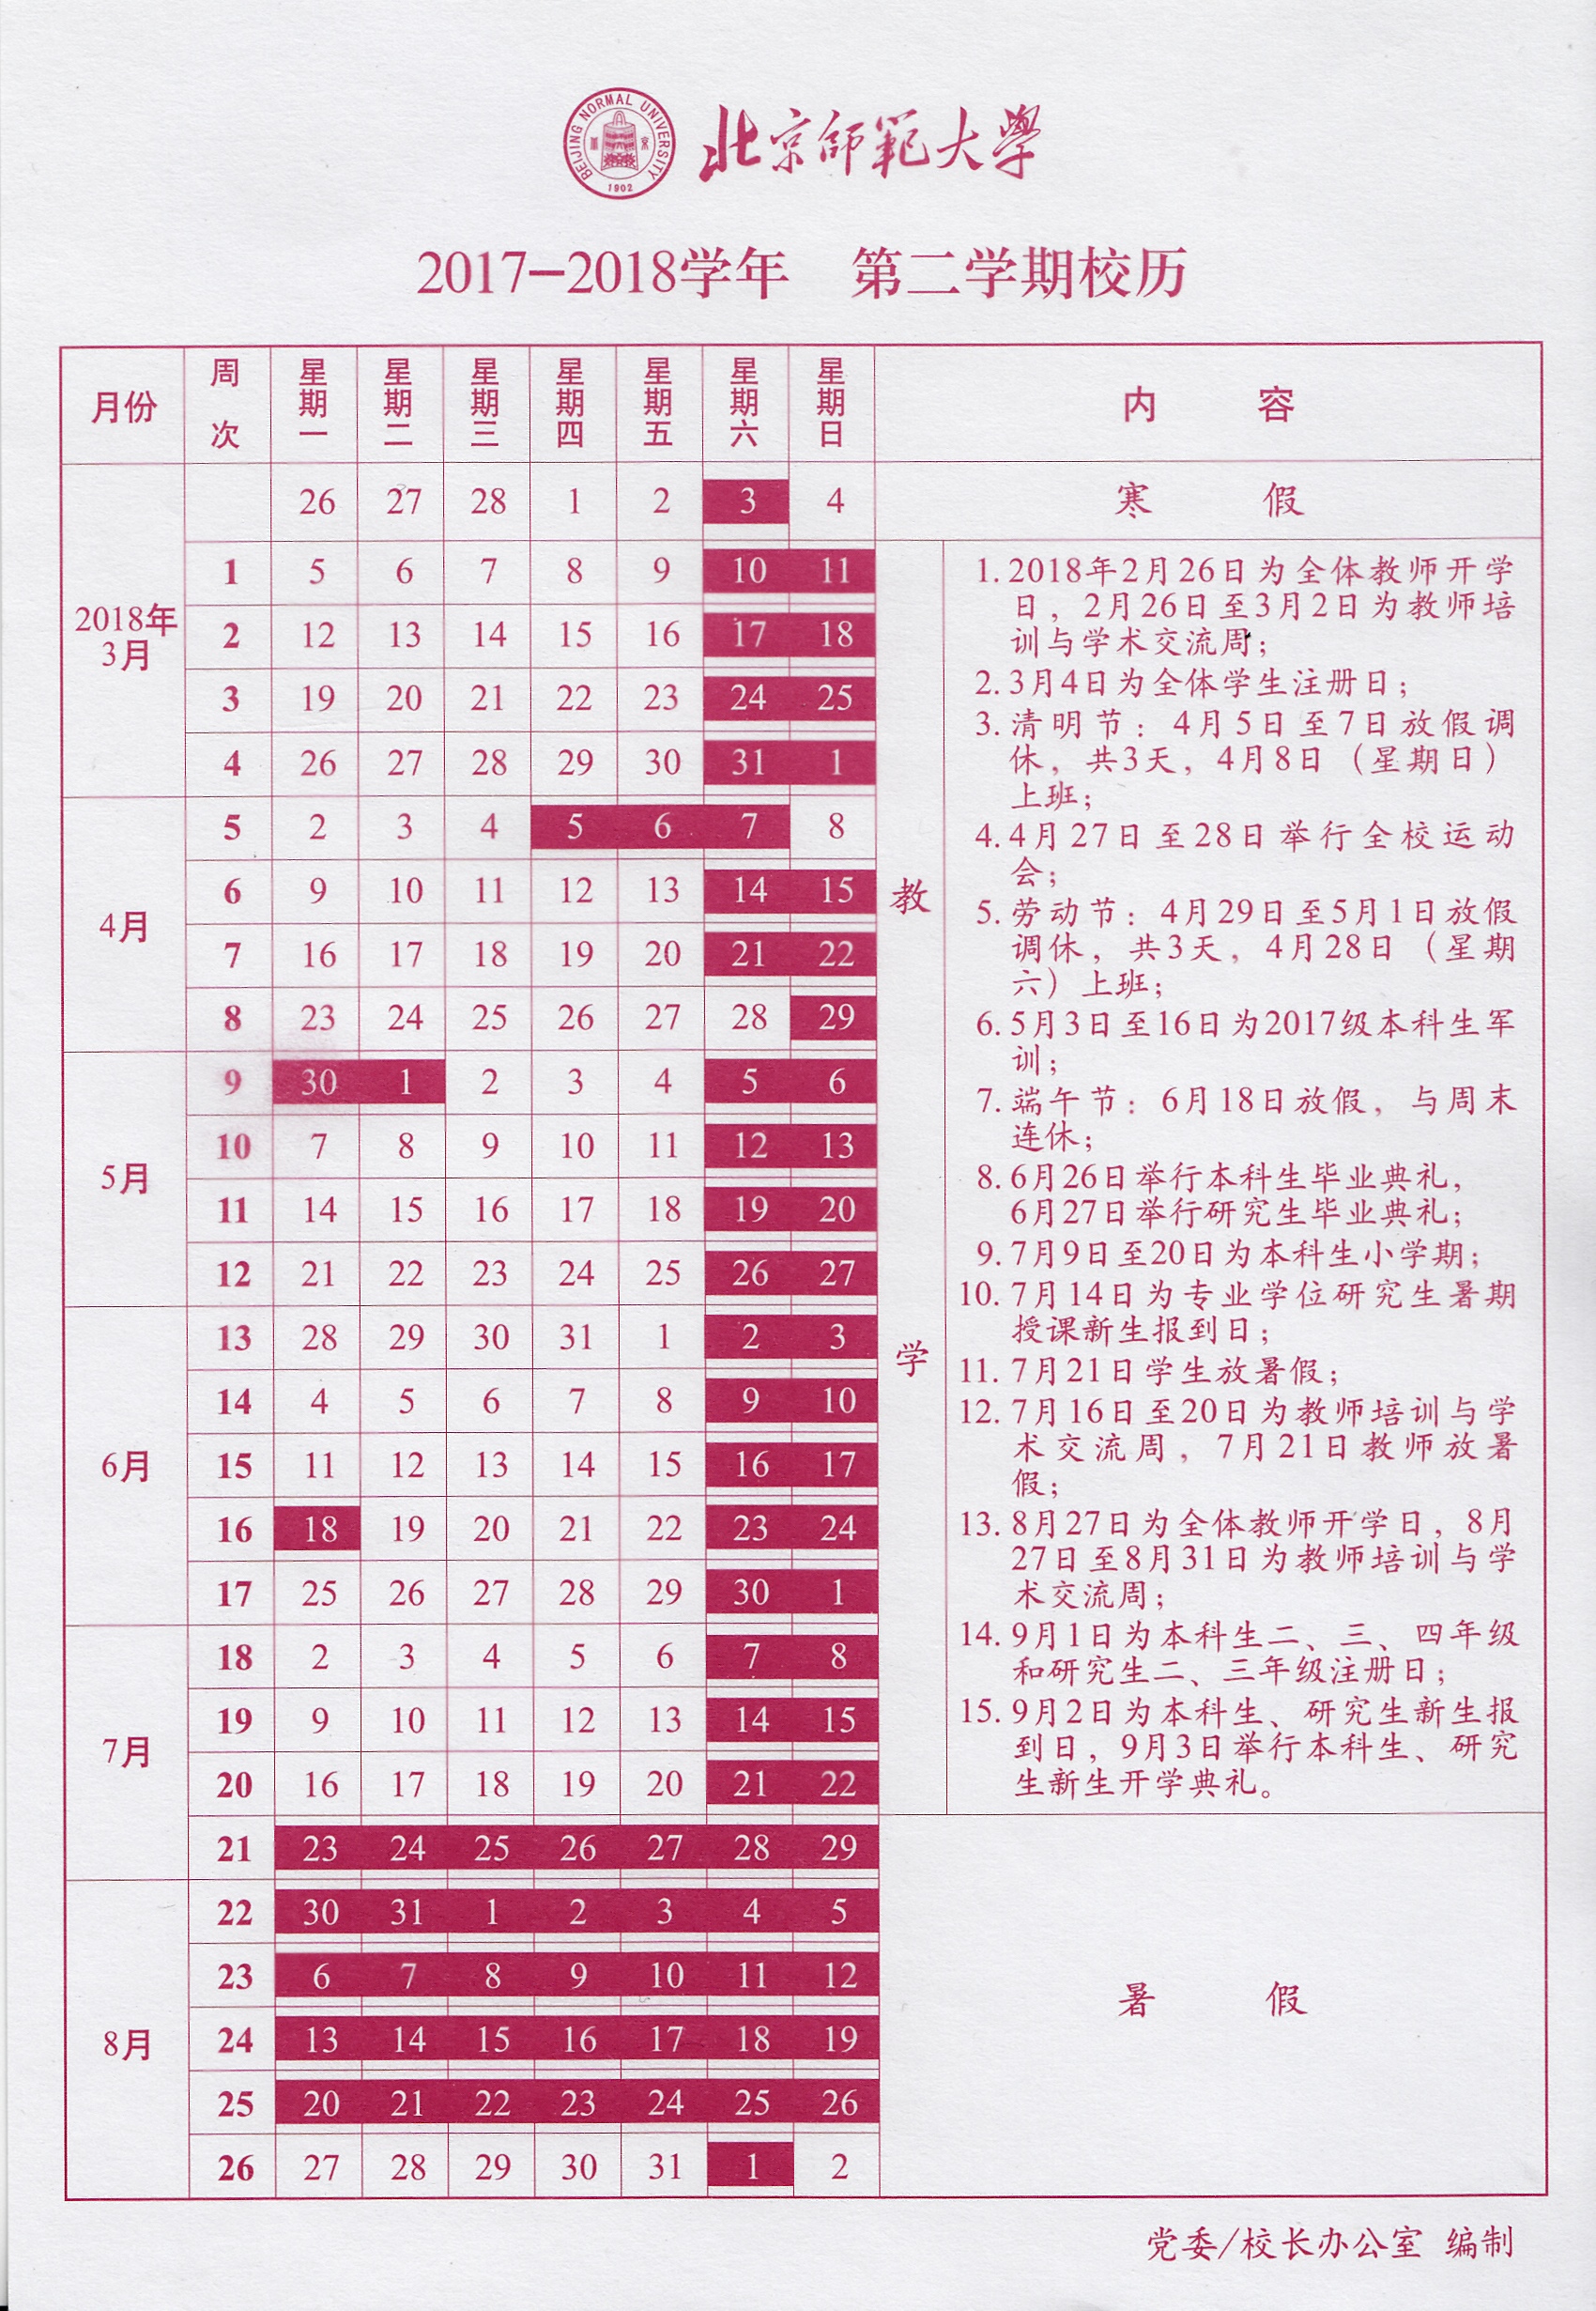 BEIJING NORMAL UNIVERSITY
1902
北京師範大學
2017-2018学年 第二学期校历
月份 周次 星期一 星期二 星期三 星期四 星期五 星期六 星期日 内 容
26 27 28 1 2 3 4 寒 假
2018年3月
1 5 6 7 8 9 10 11
2 12 13 14 15 16 17 18
3 19 20 21 22 23 24 25
4 26 27 28 29 30 31 1
4月
5 2 3 4 5 6 7 8
6 9 10 11 12 13 14 15
7 16 17 18 19 20 21 22
8 23 24 25 26 27 28 29
5月
9 30 1 2 3 4 5 6
10 7 8 9 10 11 12 13
11 14 15 16 17 18 19 20
12 21 22 23 24 25 26 27
6月
13 28 29 30 31 1 2 3
14 4 5 6 7 8 9 10
15 11 12 13 14 15 16 17
16 18 19 20 21 22 23 24
17 25 26 27 28 29 30 1
7月
18 2 3 4 5 6 7 8
19 9 10 11 12 13 14 15
20 16 17 18 19 20 21 22
21 23 24 25 26 27 28 29
8月
22 30 31 1 2 3 4 5
23 6 7 8 9 10 11 12
24 13 14 15 16 17 18 19
25 20 21 22 23 24 25 26
26 27 28 29 30 31 1 2
教 学
1. 2018年2月26日为全体教师开学
日，2月26日至3月2日为教师培
训与学术交流周；
2. 3月4日为全体学生注册日；
3. 清明节：4月5日至7日放假调
休，共3天，4月8日（星期日）
上班；
4. 4月27日至28日举行全校运动
会；
5. 劳动节：4月29日至5月1日放假
调休，共3天，4月28日（星期
六）上班；
6. 5月3日至16日为2017级本科生军
训；
7. 端午节：6月18日放假，与周末
连休；
8. 6月26日举行本科生毕业典礼，
6月27日举行研究生毕业典礼；
9. 7月9日至20日为本科生小学期；
10. 7月14日为专业学位研究生暑期
授课新生报到日；
11. 7月21日学生放暑假；
12. 7月16日至20日为教师培训与学
术交流周，7月21日教师放暑
假；
13. 8月27日为全体教师开学日，8月
27日至8月31日为教师培训与学
术交流周；
14. 9月1日为本科生二、三、四年级
和研究生二、三年级注册日；
15. 9月2日为本科生、研究生新生报
到日，9月3日举行本科生、研究
生新生开学典礼。
暑 假
党委/校长办公室 编制